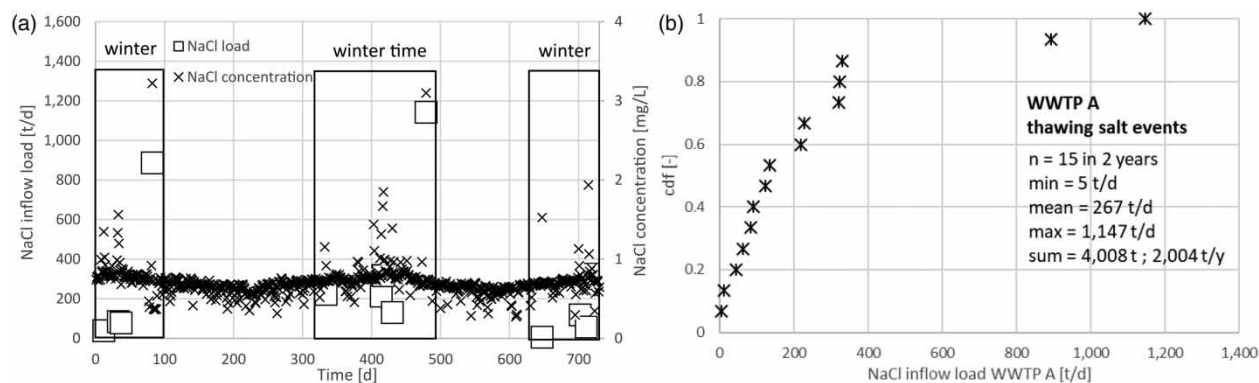 (a)
1,600
1,400
1,200
1,000
800
600
400
200
0
NaCl inflow load [t/d]
winter
winter time
winter
NaCl load
NaCl concentration
4
3
2
1
0
NaCl concentration [mg/L]
0 100 200 300 400 500 600 700
Time [d]
(b)
1
0.8
0.6
0.4
0.2
0
cdf [-]
WWTP A
thawing salt events
n = 15 in 2 years
min = 5 t/d
mean = 267 t/d
max = 1,147 t/d
sum = 4,008 t ; 2,004 t/y
0 200 400 600 800 1,000 1,200 1,400
NaCl inflow load WWTP A [t/d]